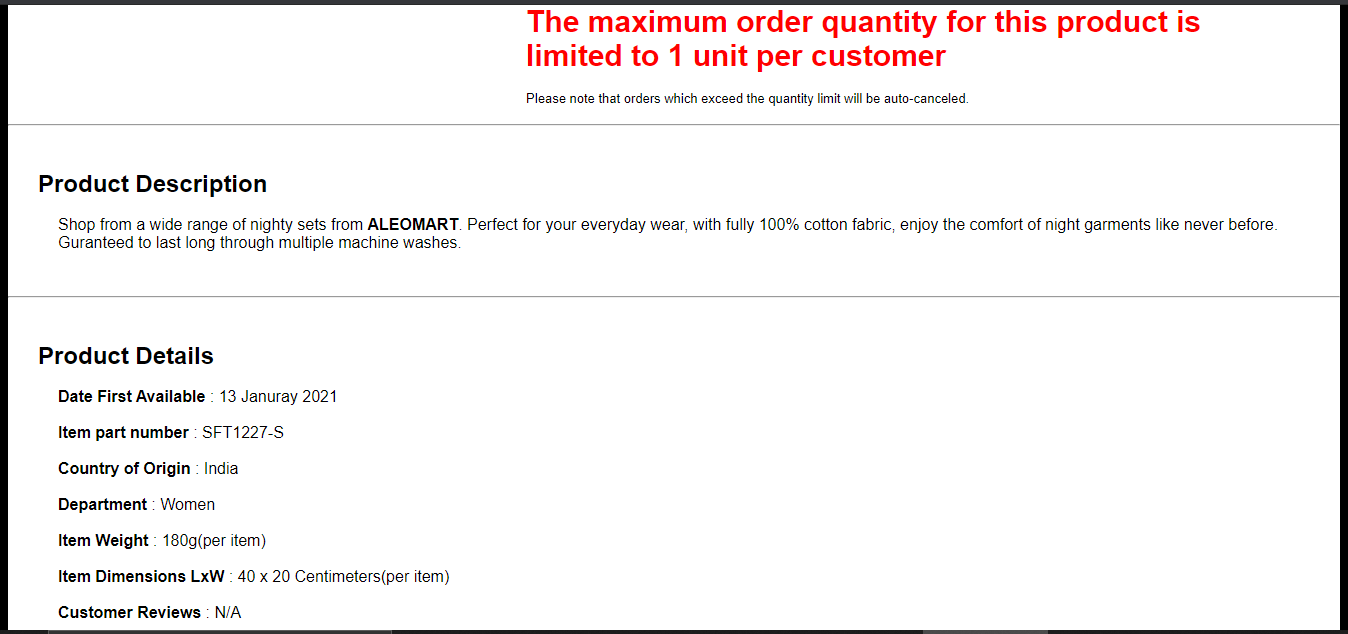 The maximum order quantity for this product is
limited to 1 unit per customer
Please note that orders which exceed the quantity limit will be auto-canceled.
Product Description
Shop from a wide range of nighty sets from ALEOMART. Perfect for your everyday wear, with fully 100% cotton fabric, enjoy the comfort of night garments like never before.
Guranteed to last long through multiple machine washes.
Product Details
Date First Available : 13 Januray 2021
Item part number : SFT1227-S
Country of Origin : India
Department : Women
Item Weight : 180g(per item)
Item Dimensions LxW : 40 x 20 Centimeters(per item)
Customer Reviews : N/A